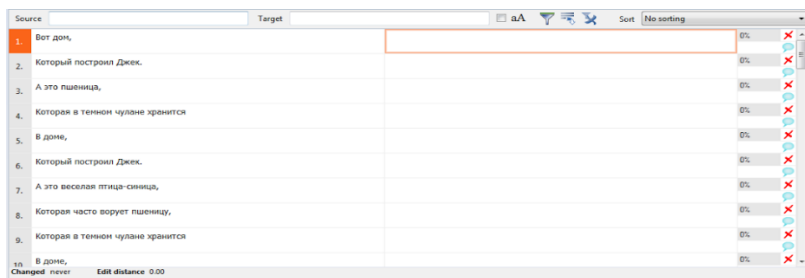 Source Target aA Sort No sorting
1. Вот дом, 0%
2. Который построил Джек. 0%
3. А это пшеница, 0%
4. Которая в темном чулане хранится 0%
5. В доме, 0%
6. Который построил Джек. 0%
7. А это веселая птица-синица, 0%
8. Которая часто ворует пшеницу, 0%
9. Которая в темном чулане хранится 0%
10 В доме, 0%
Changed never Edit distance 0.00